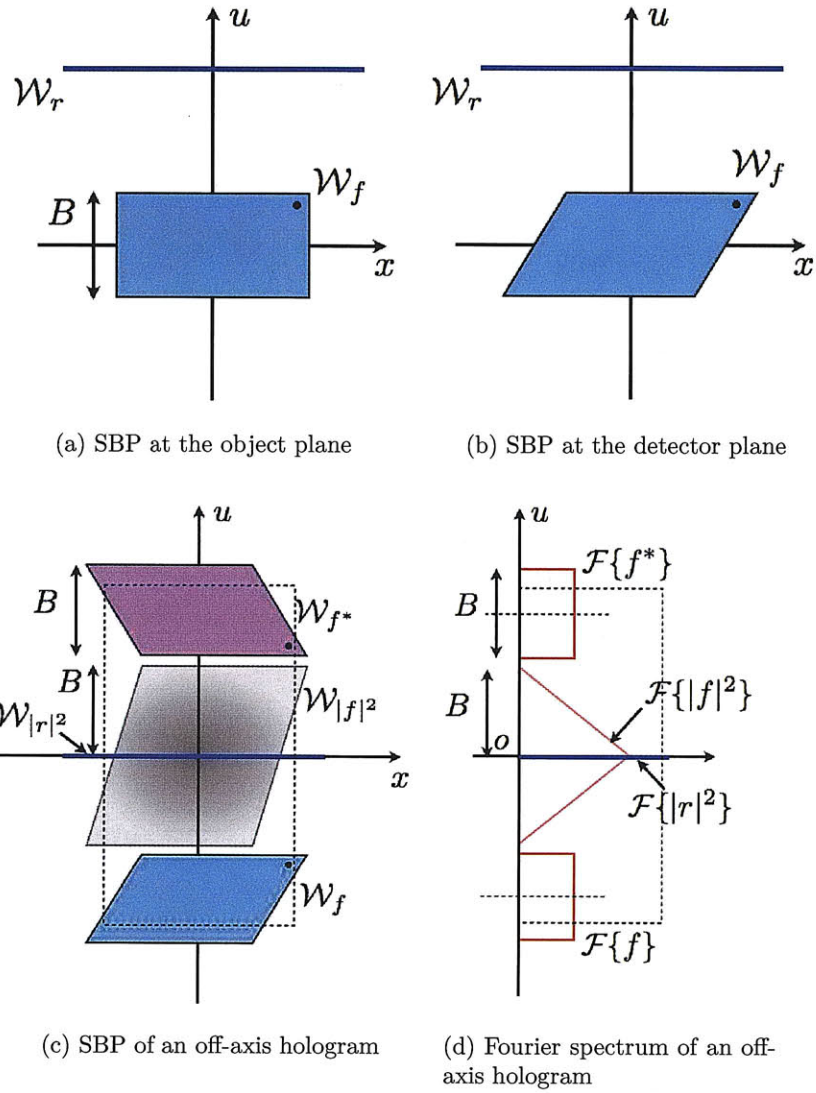 u
u
𝒲_r
𝒲_r
𝒲_f
𝒲_f
B
x
x
(a) SBP at the object plane
(b) SBP at the detector plane
u
u
ℱ{f*}
B
𝒲_{f*}
B
B
𝒲_{|f|²}
B
ℱ{|f|²}
𝒲_{|r|²}
o
x
ℱ{|r|²}
𝒲_f
ℱ{f}
(c) SBP of an off-axis hologram
(d) Fourier spectrum of an off-
axis hologram